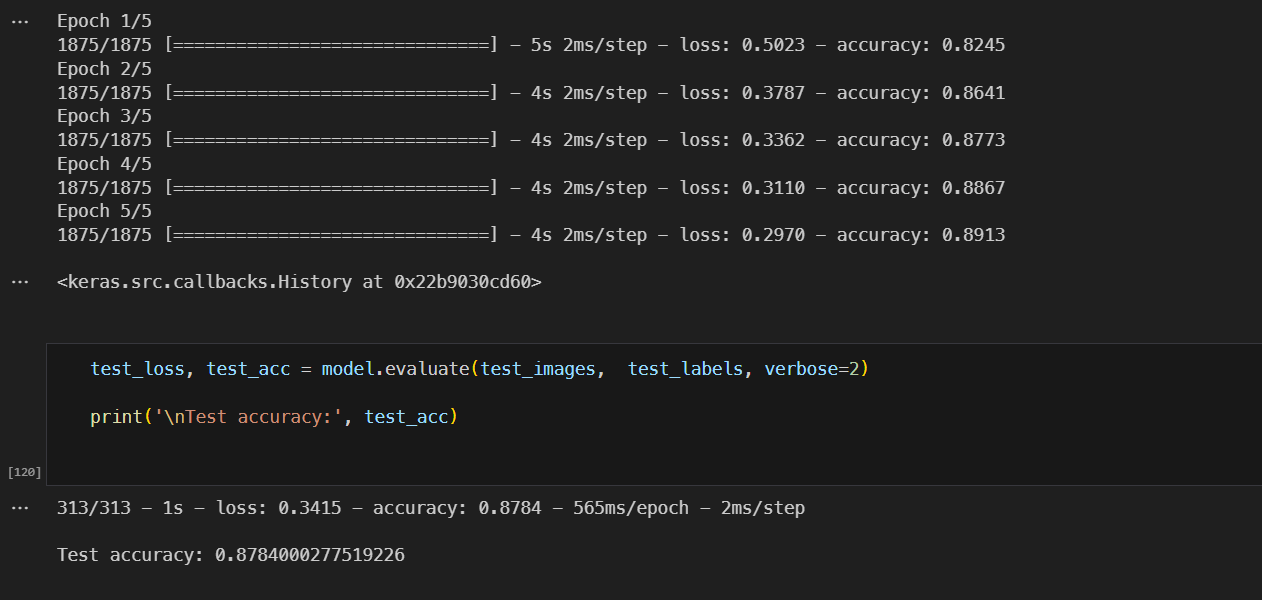 ... Epoch 1/5
1875/1875 [==============================] – 5s 2ms/step – loss: 0.5023 – accuracy: 0.8245
Epoch 2/5
1875/1875 [==============================] – 4s 2ms/step – loss: 0.3787 – accuracy: 0.8641
Epoch 3/5
1875/1875 [==============================] – 4s 2ms/step – loss: 0.3362 – accuracy: 0.8773
Epoch 4/5
1875/1875 [==============================] – 4s 2ms/step – loss: 0.3110 – accuracy: 0.8867
Epoch 5/5
1875/1875 [==============================] – 4s 2ms/step – loss: 0.2970 – accuracy: 0.8913
... <keras.src.callbacks.History at 0x22b9030cd60>
test_loss, test_acc = model.evaluate(test_images,  test_labels, verbose=2)
print('\nTest accuracy:', test_acc)
[120]
... 313/313 – 1s – loss: 0.3415 – accuracy: 0.8784 – 565ms/epoch – 2ms/step
Test accuracy: 0.8784000277519226